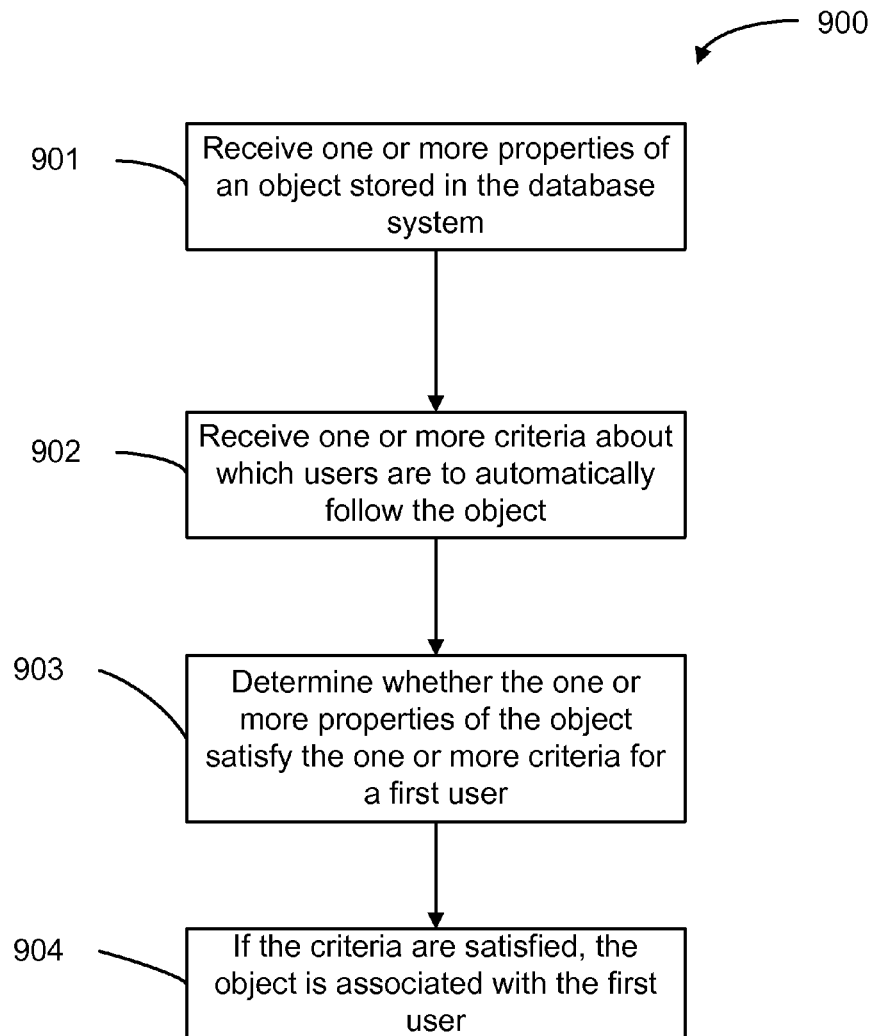 900
901
Receive one or more properties of
an object stored in the database
system
902
Receive one or more criteria about
which users are to automatically
follow the object
903
Determine whether the one or
more properties of the object
satisfy the one or more criteria for
a first user
904
If the criteria are satisfied, the
object is associated with the first
user